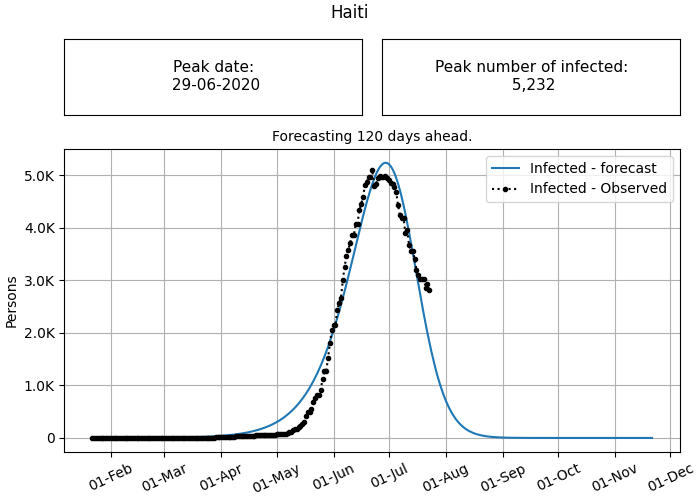 Haiti
Peak date:
29-06-2020
Peak number of infected:
5,232
Forecasting 120 days ahead.
Infected - forecast
Infected - Observed
5.0K
4.0K
3.0K
2.0K
1.0K
0
Persons
01-Feb
01-Mar
01-Apr
01-May
01-Jun
01-Jul
01-Aug
01-Sep
01-Oct
01-Nov
01-Dec